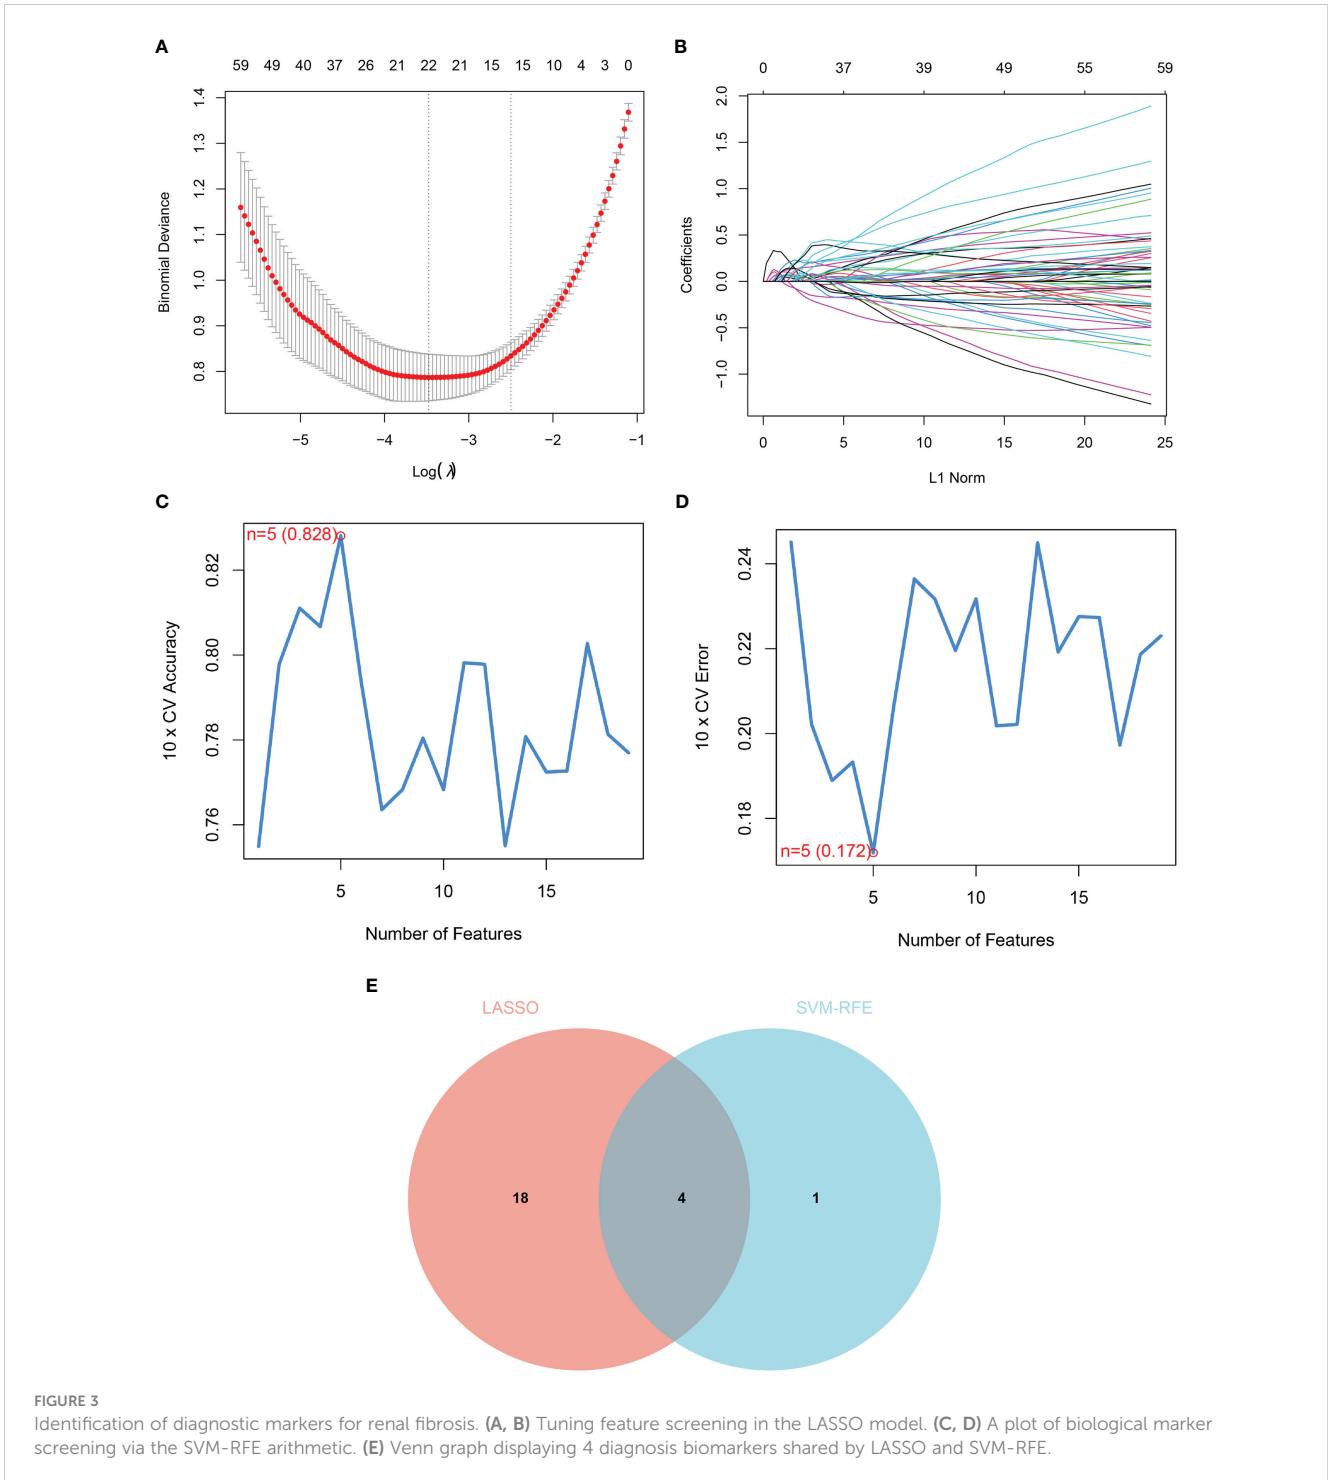 A
59 49 40 37 26 21 22 21 15 15 10 4 3 0
1.4
1.3
1.2
1.1
1.0
0.9
0.8
Binomial Deviance
−5 −4 −3 −2 −1
Log(λ)
B
0 37 39 49 55 59
2.0
1.5
1.0
0.5
0.0
−0.5
−1.0
Coefficients
0 5 10 15 20 25
L1 Norm
C
n=5 (0.828)
0.82
0.80
0.78
0.76
10 x CV Accuracy
5 10 15
Number of Features
D
0.24
0.22
0.20
0.18
10 x CV Error
n=5 (0.172)
5 10 15
Number of Features
E
LASSO SVM-RFE
18 4 1
FIGURE 3
Identification of diagnostic markers for renal fibrosis. (A, B) Tuning feature screening in the LASSO model. (C, D) A plot of biological marker
screening via the SVM-RFE arithmetic. (E) Venn graph displaying 4 diagnosis biomarkers shared by LASSO and SVM-RFE.